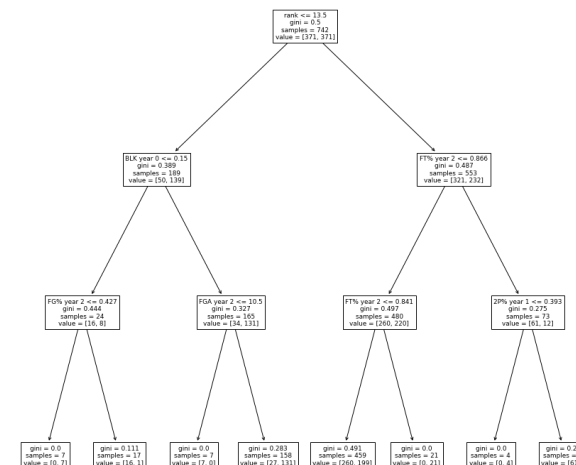 rank <= 13.5
gini = 0.5
samples = 742
value = [371, 371]
BLK year 0 <= 0.15
gini = 0.389
samples = 189
value = [50, 139]
FT% year 2 <= 0.866
gini = 0.487
samples = 553
value = [321, 232]
FG% year 2 <= 0.427
gini = 0.444
samples = 24
value = [16, 8]
FGA year 2 <= 10.5
gini = 0.327
samples = 165
value = [34, 131]
FT% year 2 <= 0.841
gini = 0.497
samples = 480
value = [260, 220]
2P% year 1 <= 0.393
gini = 0.275
samples = 73
value = [61, 12]
gini = 0.0
samples = 7
value = [0, 7]
gini = 0.111
samples = 17
value = [16, 1]
gini = 0.0
samples = 7
value = [7, 0]
gini = 0.283
samples = 158
value = [27, 131]
gini = 0.491
samples = 459
value = [260, 199]
gini = 0.0
samples = 21
value = [0, 21]
gini = 0.0
samples = 4
value = [0, 4]
gini = 0.2
samples =
value = [6